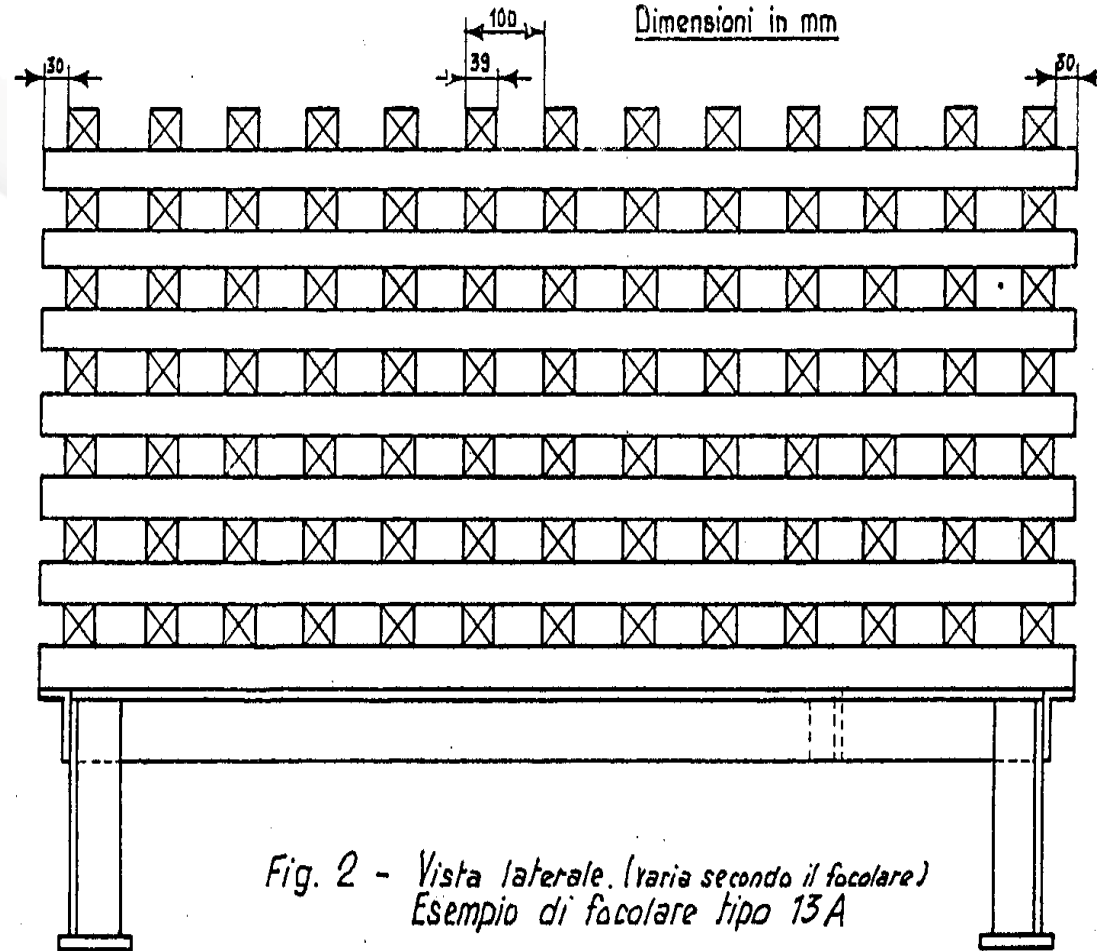 100
Dimensioni in mm
30
39
30
Fig. 2 - Vista laterale. (varia secondo il focolare)
Esempio di focolare tipo 13A